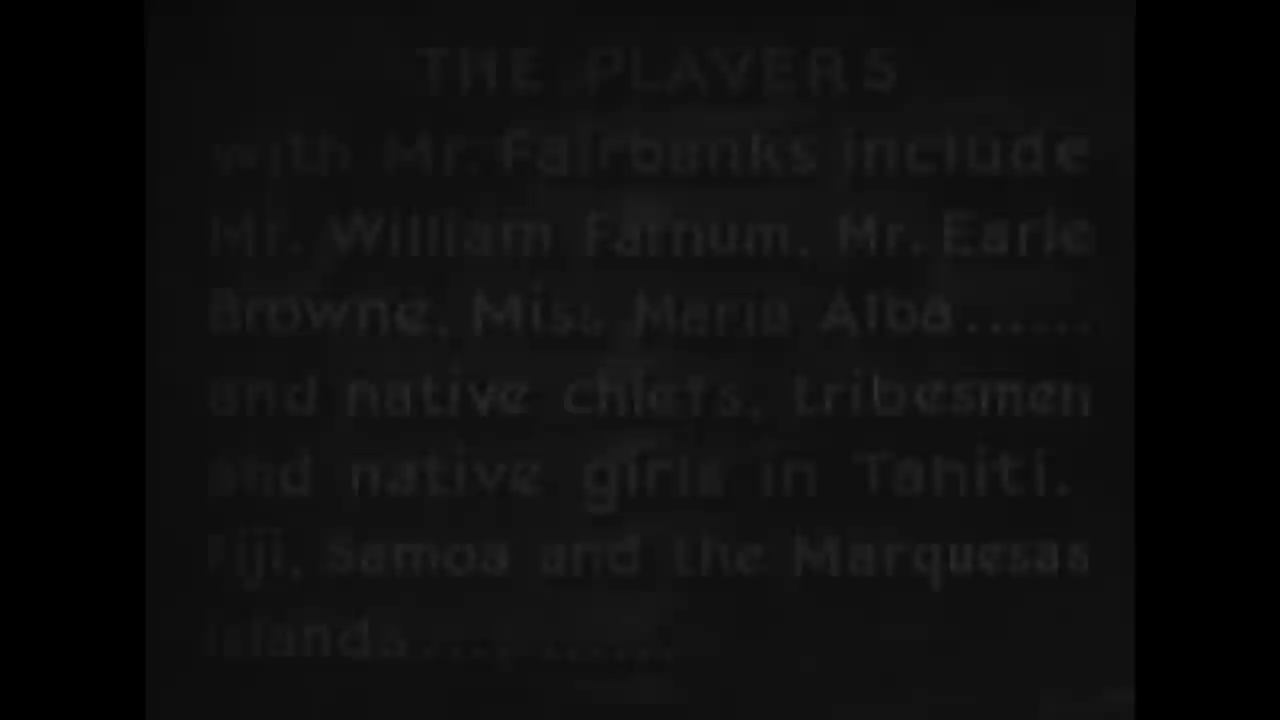 THE PLAYERS
with Mr. Fairbanks include
Mr. William Farnum, Mr. Earle
Browne, Miss Maria Alba......
and native chiefs, tribesmen
and native girls in Tahiti,
Fiji, Samoa and the Marquesas
Islands..... ......